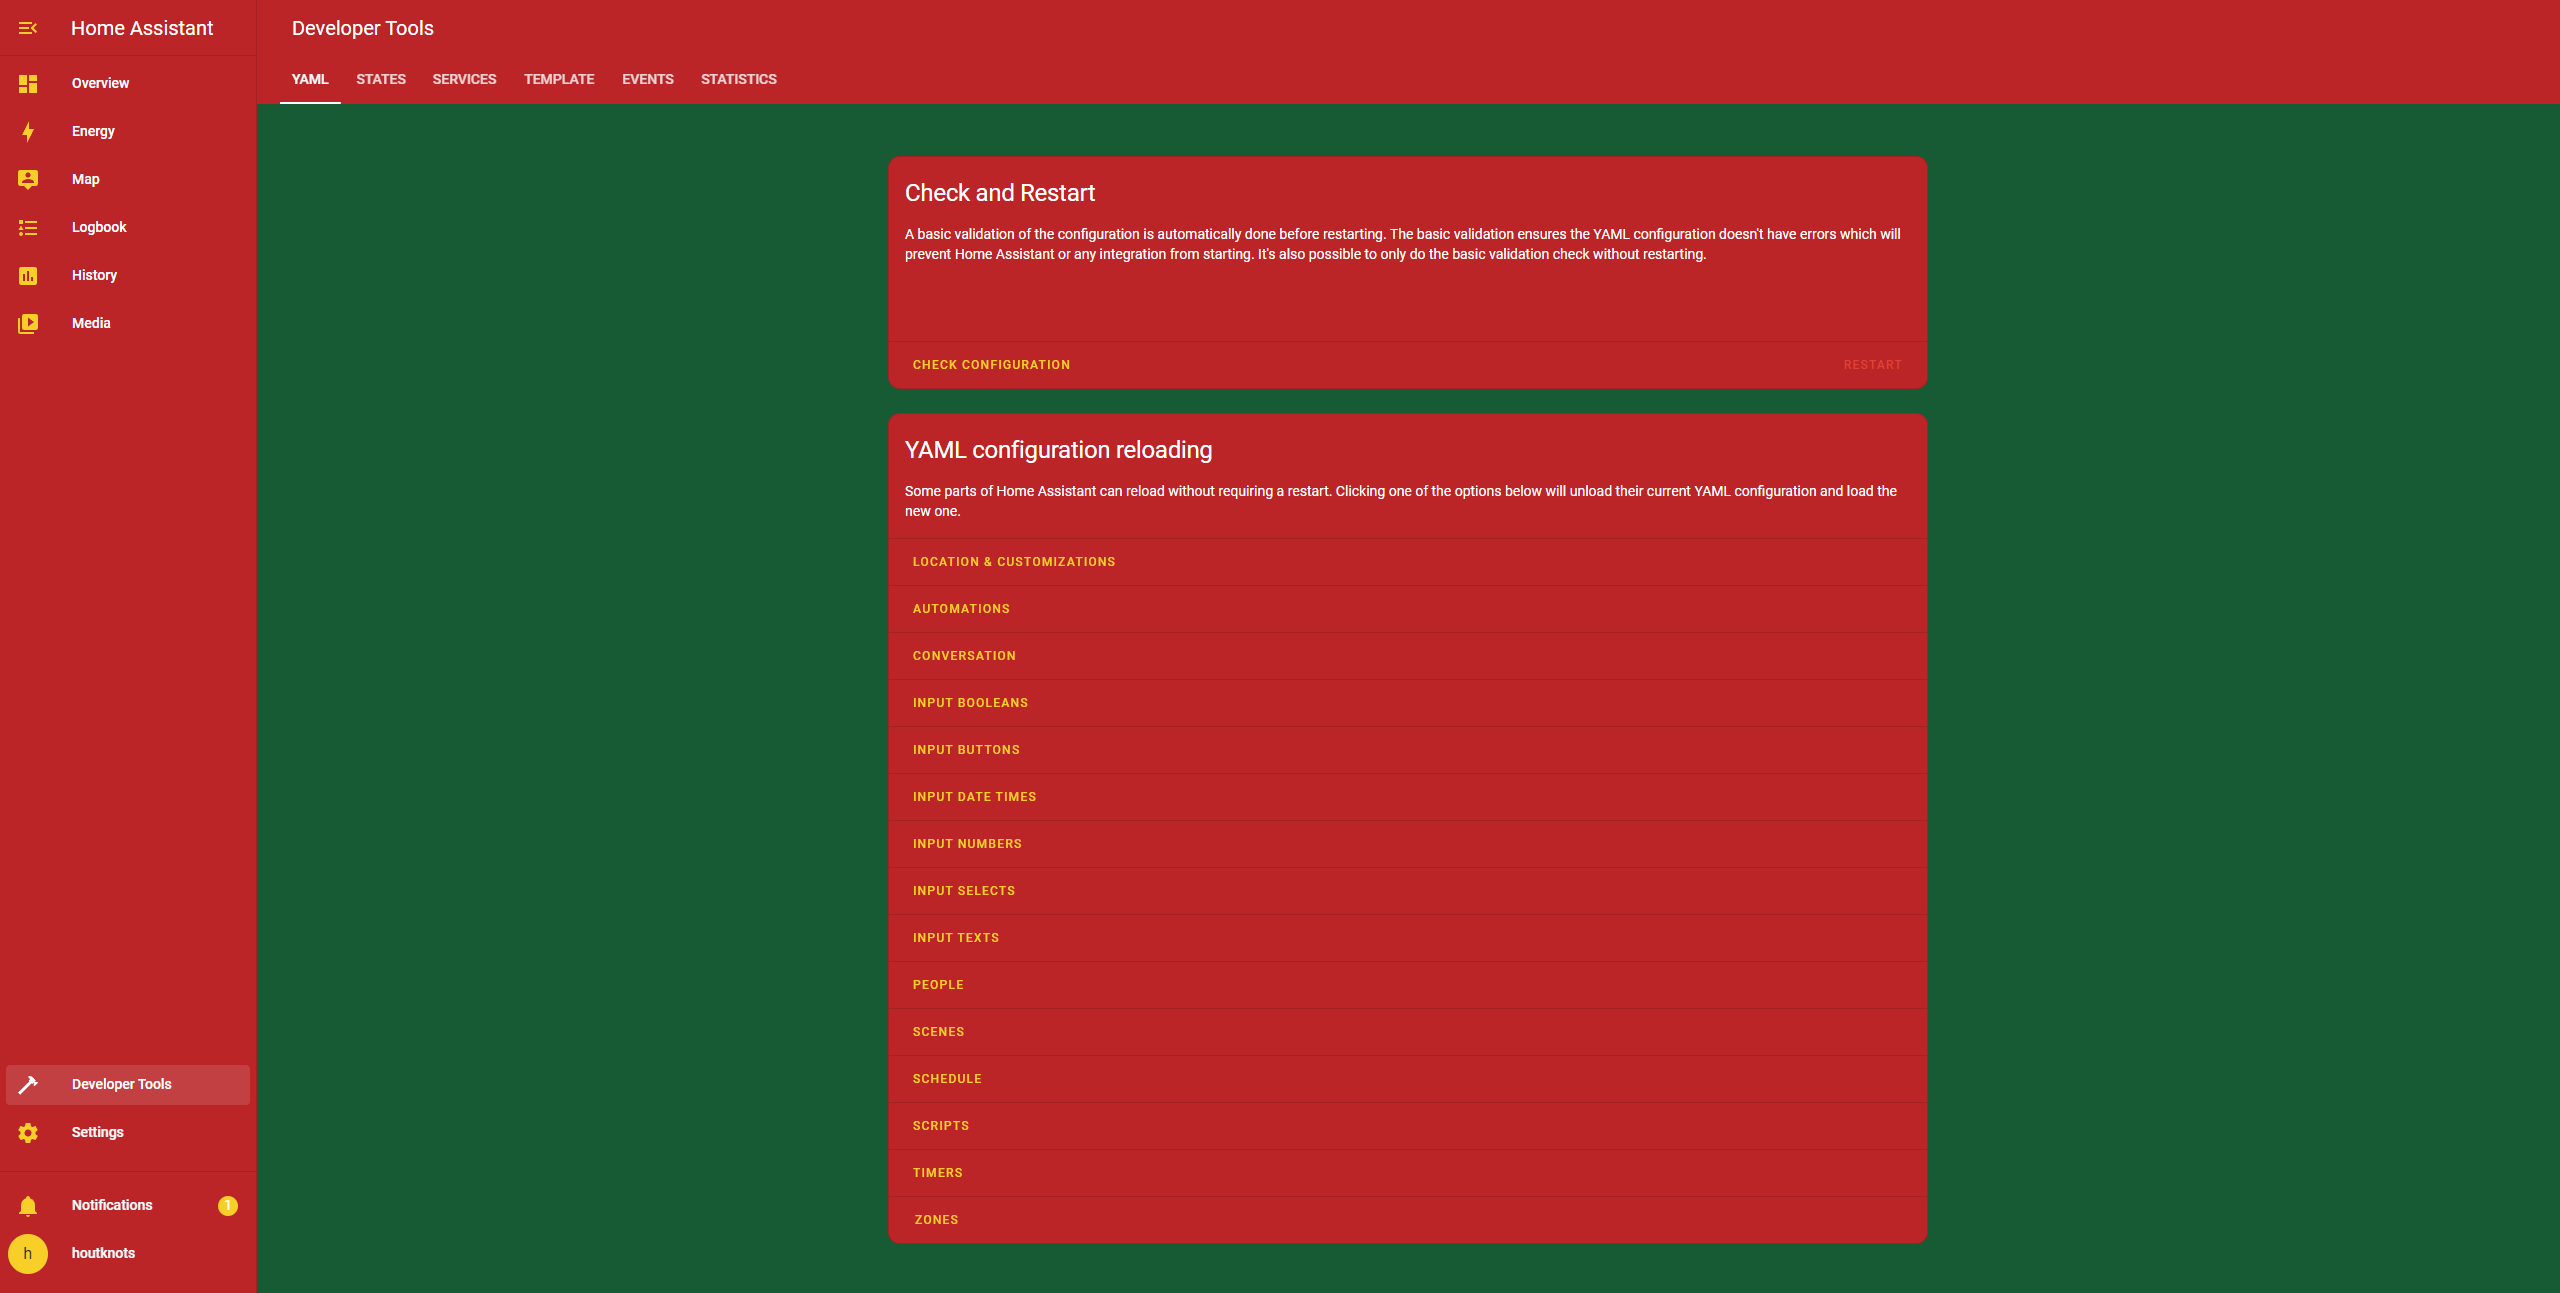 Home Assistant
Overview
Energy
Map
Logbook
History
Media
Developer Tools
Settings
Notifications 1
h houtknots
Developer Tools
YAML STATES SERVICES TEMPLATE EVENTS STATISTICS
Check and Restart
A basic validation of the configuration is automatically done before restarting. The basic validation ensures the YAML configuration doesn't have errors which will
prevent Home Assistant or any integration from starting. It's also possible to only do the basic validation check without restarting.
CHECK CONFIGURATION RESTART
YAML configuration reloading
Some parts of Home Assistant can reload without requiring a restart. Clicking one of the options below will unload their current YAML configuration and load the
new one.
LOCATION & CUSTOMIZATIONS
AUTOMATIONS
CONVERSATION
INPUT BOOLEANS
INPUT BUTTONS
INPUT DATE TIMES
INPUT NUMBERS
INPUT SELECTS
INPUT TEXTS
PEOPLE
SCENES
SCHEDULE
SCRIPTS
TIMERS
ZONES